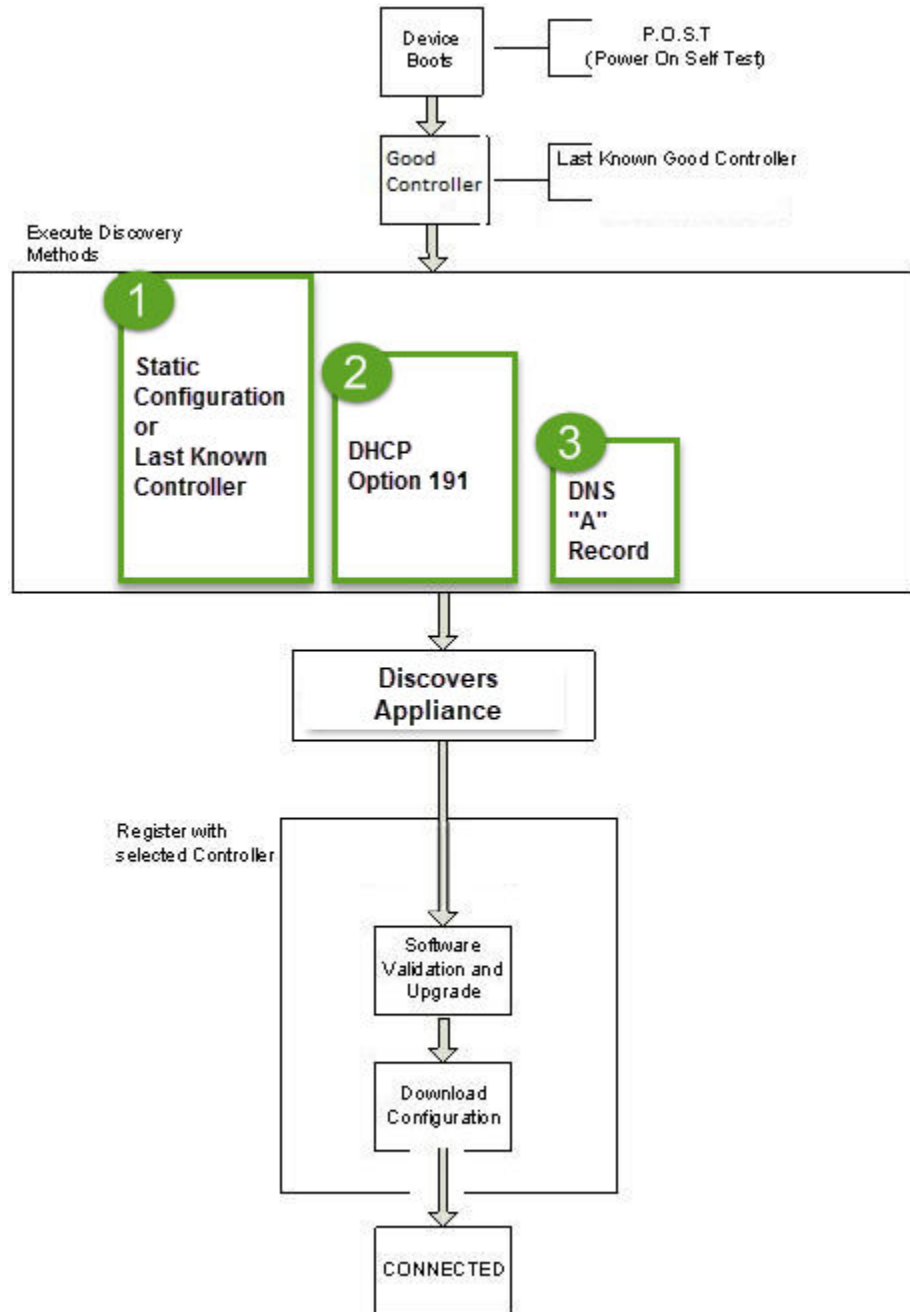 Device
Boots
P.O.S.T
(Power On Self Test)
Good
Controller
Last Known Good Controller
Execute Discovery
Methods
1
Static
Configuration
or
Last Known
Controller
2
DHCP
Option 191
3
DNS
"A"
Record
Discovers
Appliance
Register with
selected Controller
Software
Validation and
Upgrade
Download
Configuration
CONNECTED